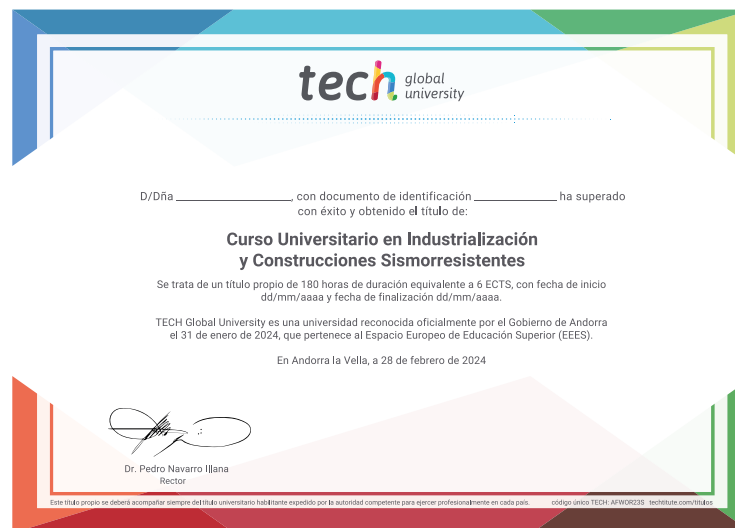 tech global university
D/Dña ____________________, con documento de identificación ______________ ha superado
con éxito y obtenido el título de:
Curso Universitario en Industrialización
y Construcciones Sismorresistentes
Se trata de un título propio de 180 horas de duración equivalente a 6 ECTS, con fecha de inicio
dd/mm/aaaa y fecha de finalización dd/mm/aaaa.
TECH Global University es una universidad reconocida oficialmente por el Gobierno de Andorra
el 31 de enero de 2024, que pertenece al Espacio Europeo de Educación Superior (EEES).
En Andorra la Vella, a 28 de febrero de 2024
Dr. Pedro Navarro Illana
Rector
Este título propio se deberá acompañar siempre del título universitario habilitante expedido por la autoridad competente para ejercer profesionalmente en cada país. código único TECH: AFWOR23S techtitute.com/titulos